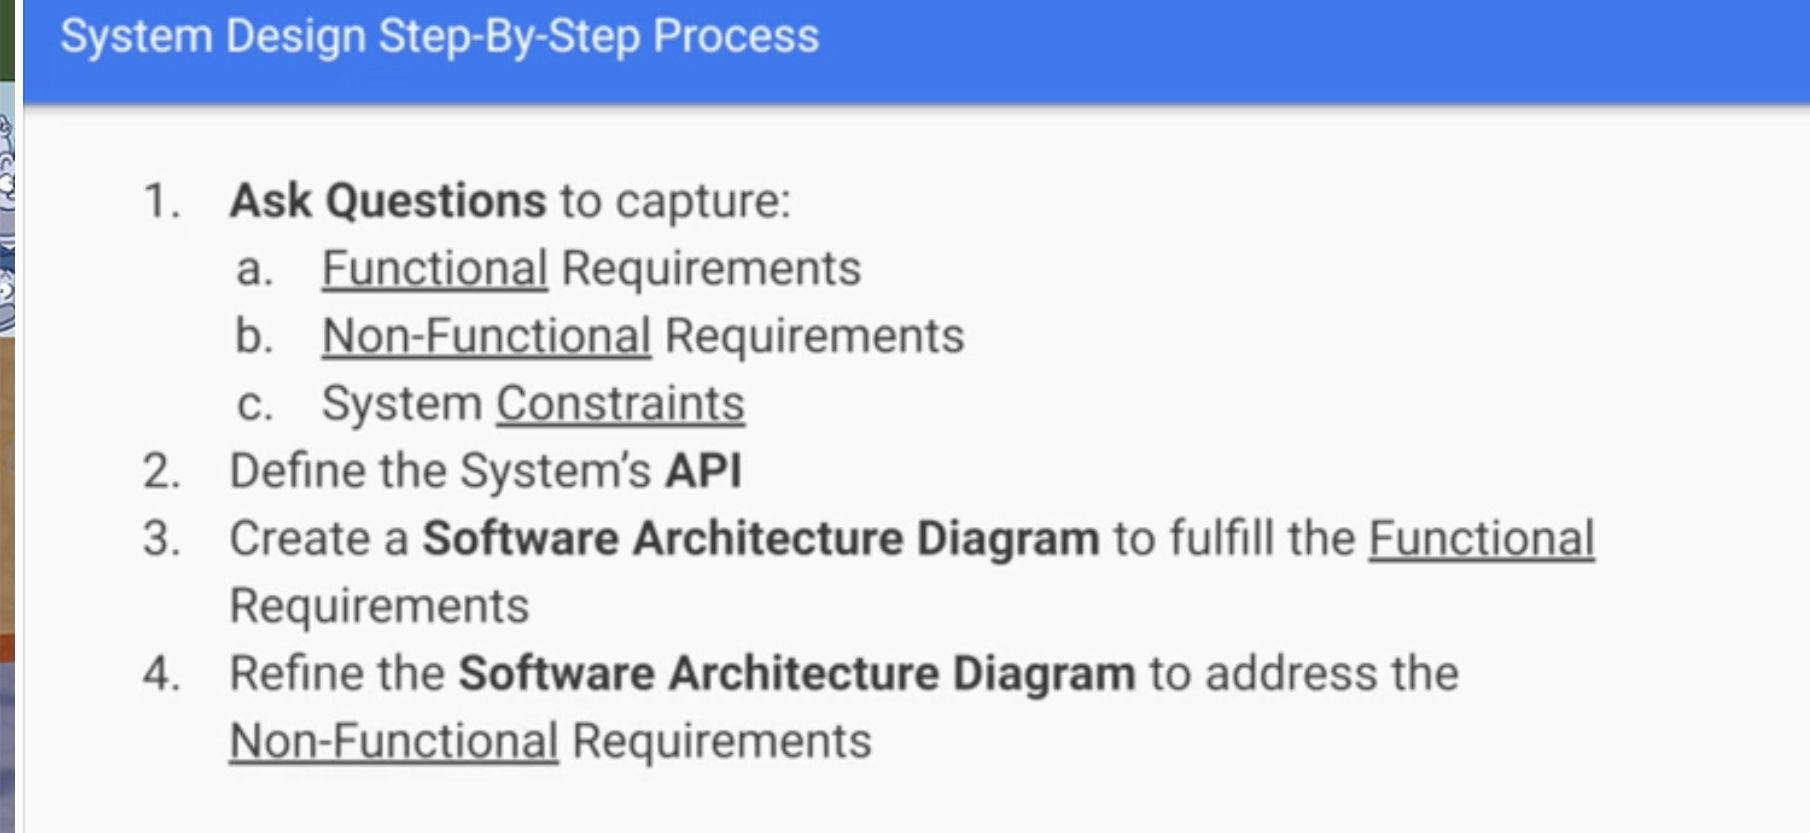 System Design Step-By-Step Process
1. Ask Questions to capture:
a. Functional Requirements
b. Non-Functional Requirements
c. System Constraints
2. Define the System's API
3. Create a Software Architecture Diagram to fulfill the Functional
Requirements
4. Refine the Software Architecture Diagram to address the
Non-Functional Requirements